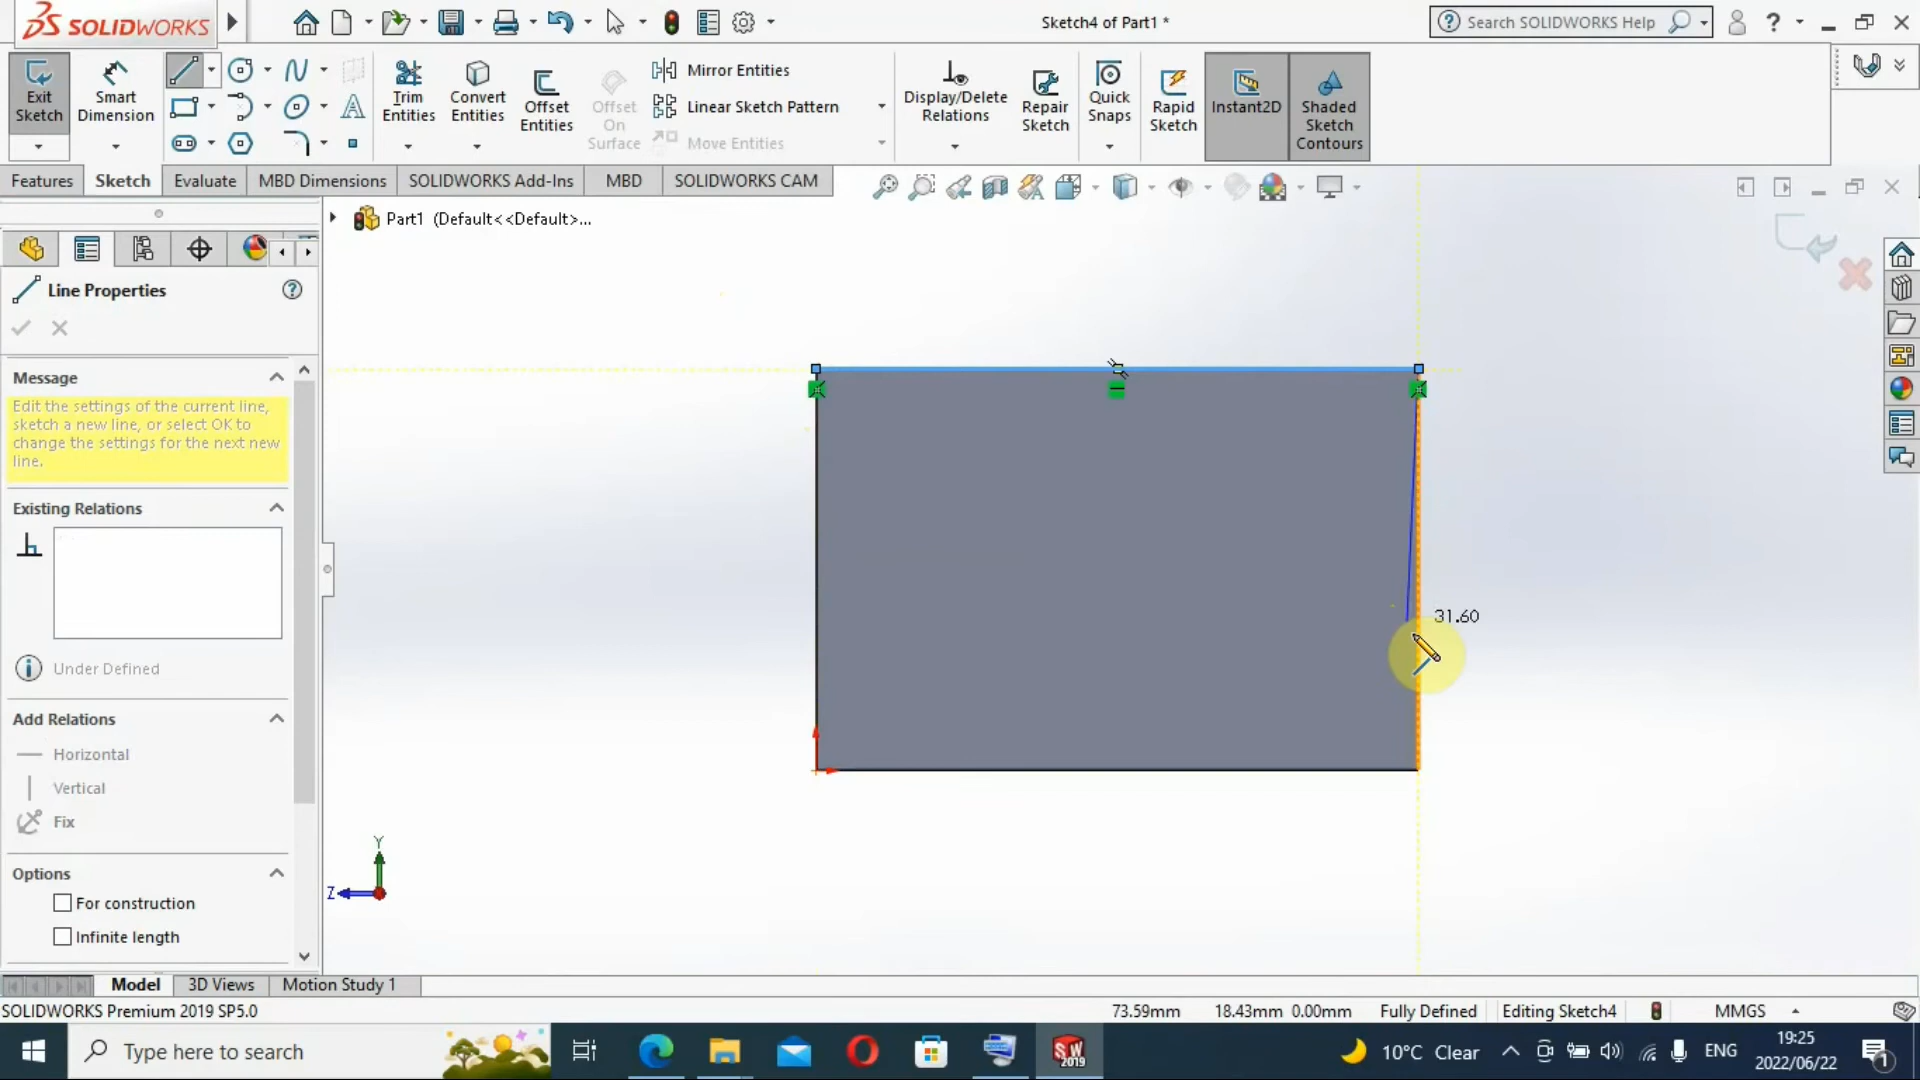 SOLIDWORKS
Sketch4 of Part1 *
Search SOLIDWORKS Help
Exit Sketch
Smart Dimension
Trim Entities
Convert Entities
Offset Entities
Offset On Surface
Mirror Entities
Linear Sketch Pattern
Move Entities
Display/Delete Relations
Repair Sketch
Quick Snaps
Rapid Sketch
Instant2D
Shaded Sketch Contours
Features
Sketch
Evaluate
MBD Dimensions
SOLIDWORKS Add-Ins
MBD
SOLIDWORKS CAM
Part1 (Default<<Default>...
Line Properties
Message
Edit the settings of the current line,
sketch a new line, or select OK to
change the settings for the next new
line.
Existing Relations
Under Defined
Add Relations
Horizontal
Vertical
Fix
Options
For construction
Infinite length
31.60
Y
Z
Model
3D Views
Motion Study 1
SOLIDWORKS Premium 2019 SP5.0
73.59mm
18.43mm 0.00mm
Fully Defined
Editing Sketch4
MMGS
Type here to search
SW
2019
10°C Clear
ENG
19:25
2022/06/22
1